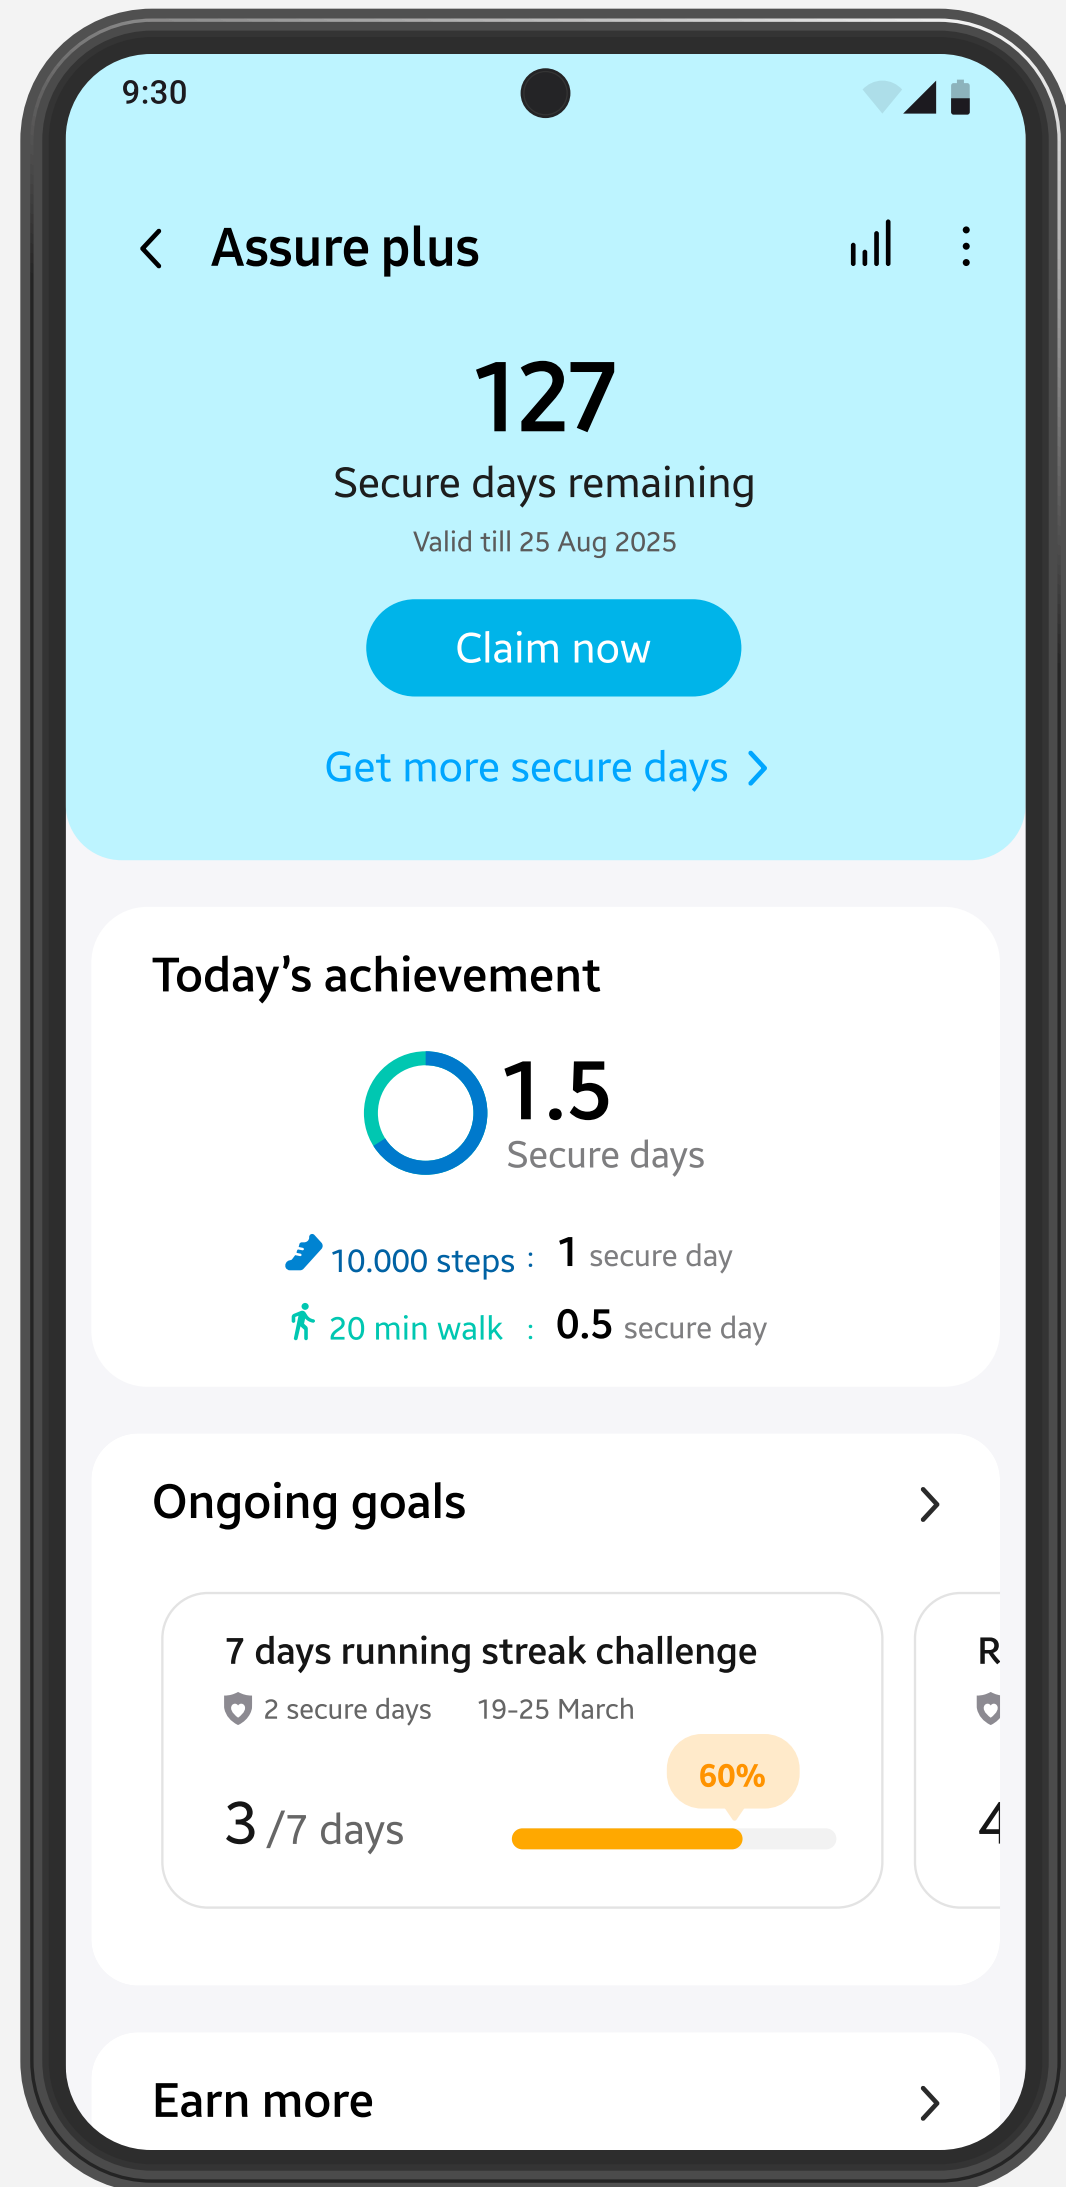 9:30
Assure plus
127
Secure days remaining
Valid till 25 Aug 2025
Claim now
Get more secure days
Today’s achievement
1.5
Secure days
10.000 steps : 1 secure day
20 min walk : 0.5 secure day
Ongoing goals
7 days running streak challenge R
2 secure days 19-25 March
60%
3 /7 days 4
Earn more